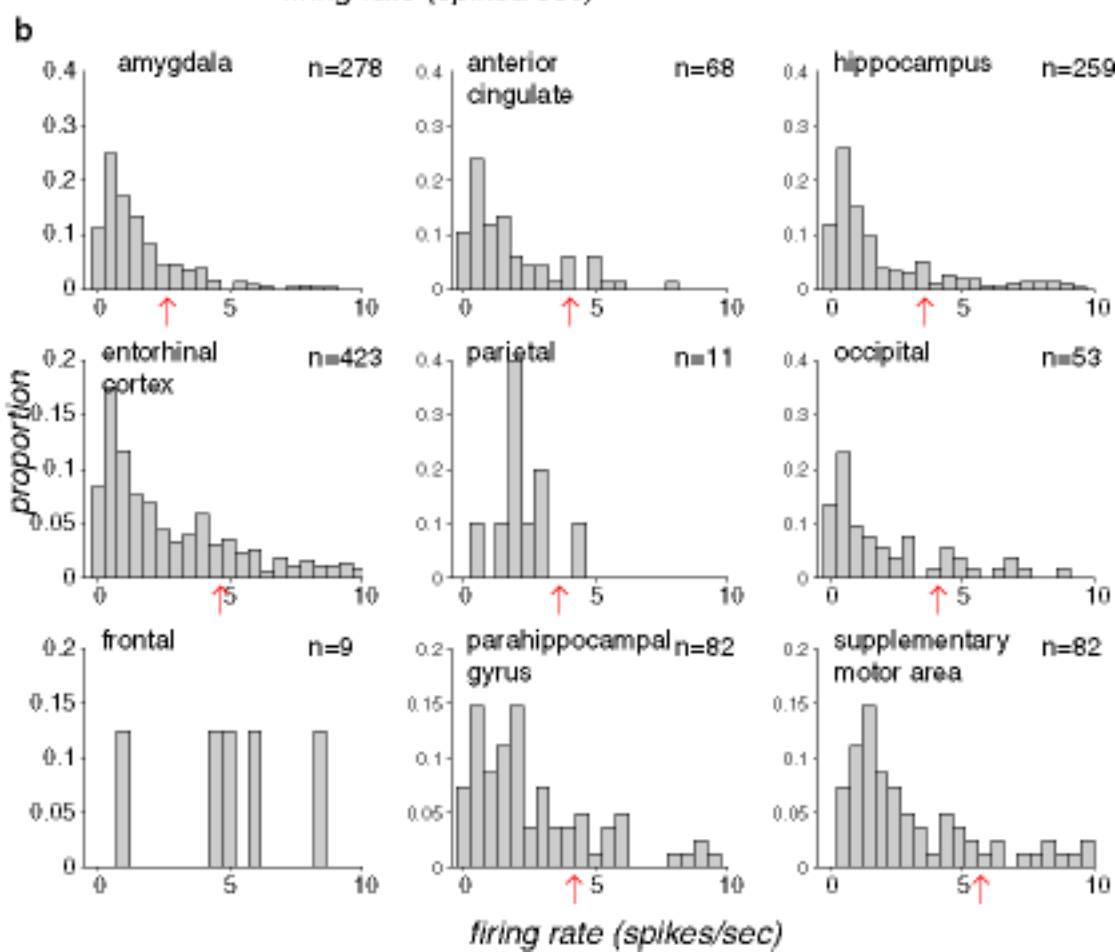 firing rate (spikes/sec)
b
amygdala n=278
0.4
0.3
0.2
0.1
0
0 5 10
anterior
cingulate
n=68
0.4
0.3
0.2
0.1
0
0 5 10
hippocampus n=259
0.4
0.3
0.2
0.1
0
0 5 10
proportion
entorhinal
cortex
n=423
0.2
0.15
0.1
0.05
0
0 5 10
parietal n=11
0.4
0.3
0.2
0.1
0
0 5 10
occipital n=53
0.4
0.3
0.2
0.1
0
0 5 10
frontal n=9
0.2
0.15
0.1
0.05
0
0 5 10
parahippocampal
gyrus
n=82
0.2
0.15
0.1
0.05
0
0 5 10
supplementary
motor area
n=82
0.2
0.15
0.1
0.05
0
0 5 10
firing rate (spikes/sec)